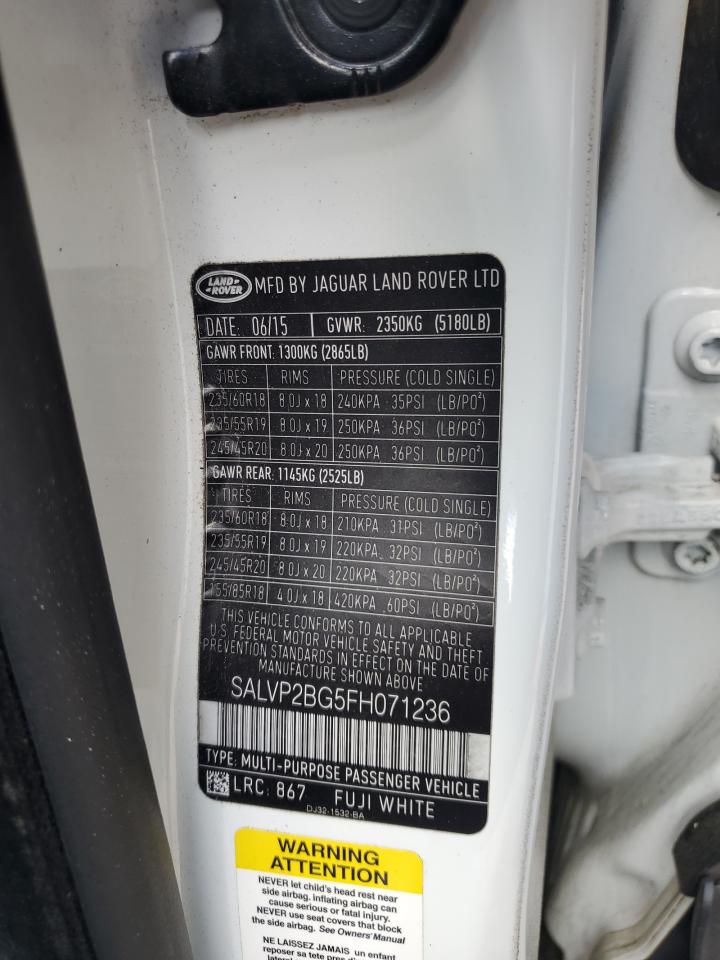 LAND ROVER MFD BY JAGUAR LAND ROVER LTD
DATE: 06/15 GVWR: 2350KG (5180LB)
GAWR FRONT: 1300KG (2865LB)
TIRES RIMS PRESSURE (COLD SINGLE)
235/60R18 8.0J x 18 240KPA 35PSI (LB/PO²)
235/55R19 8.0J x 19 250KPA 36PSI (LB/PO²)
245/45R20 8.0J x 20 250KPA 36PSI (LB/PO²)
GAWR REAR: 1145KG (2525LB)
TIRES RIMS PRESSURE (COLD SINGLE)
235/60R18 8.0J x 18 210KPA 31PSI (LB/PO²)
235/55R19 8.0J x 19 220KPA 32PSI (LB/PO²)
245/45R20 8.0J x 20 220KPA 32PSI (LB/PO²)
4.0J x 18 420KPA 60PSI (LB/PO²)
THIS VEHICLE CONFORMS TO ALL APPLICABLE
U.S. FEDERAL MOTOR VEHICLE SAFETY AND THEFT
PREVENTION STANDARDS IN EFFECT ON THE DATE OF
MANUFACTURE SHOWN ABOVE
SALVP2BG5FH071236
TYPE: MULTI-PURPOSE PASSENGER VEHICLE
LRC: 867 FUJI WHITE
DJ32-1532-BA
WARNING
ATTENTION
NEVER let child's head rest near
side airbag. inflating airbag can
cause serious or fatal injury.
NEVER use seat covers that block
the side airbag. See Owners' Manual
NE LAISSEZ JAMAIS un enfant
reposer sa tete pres